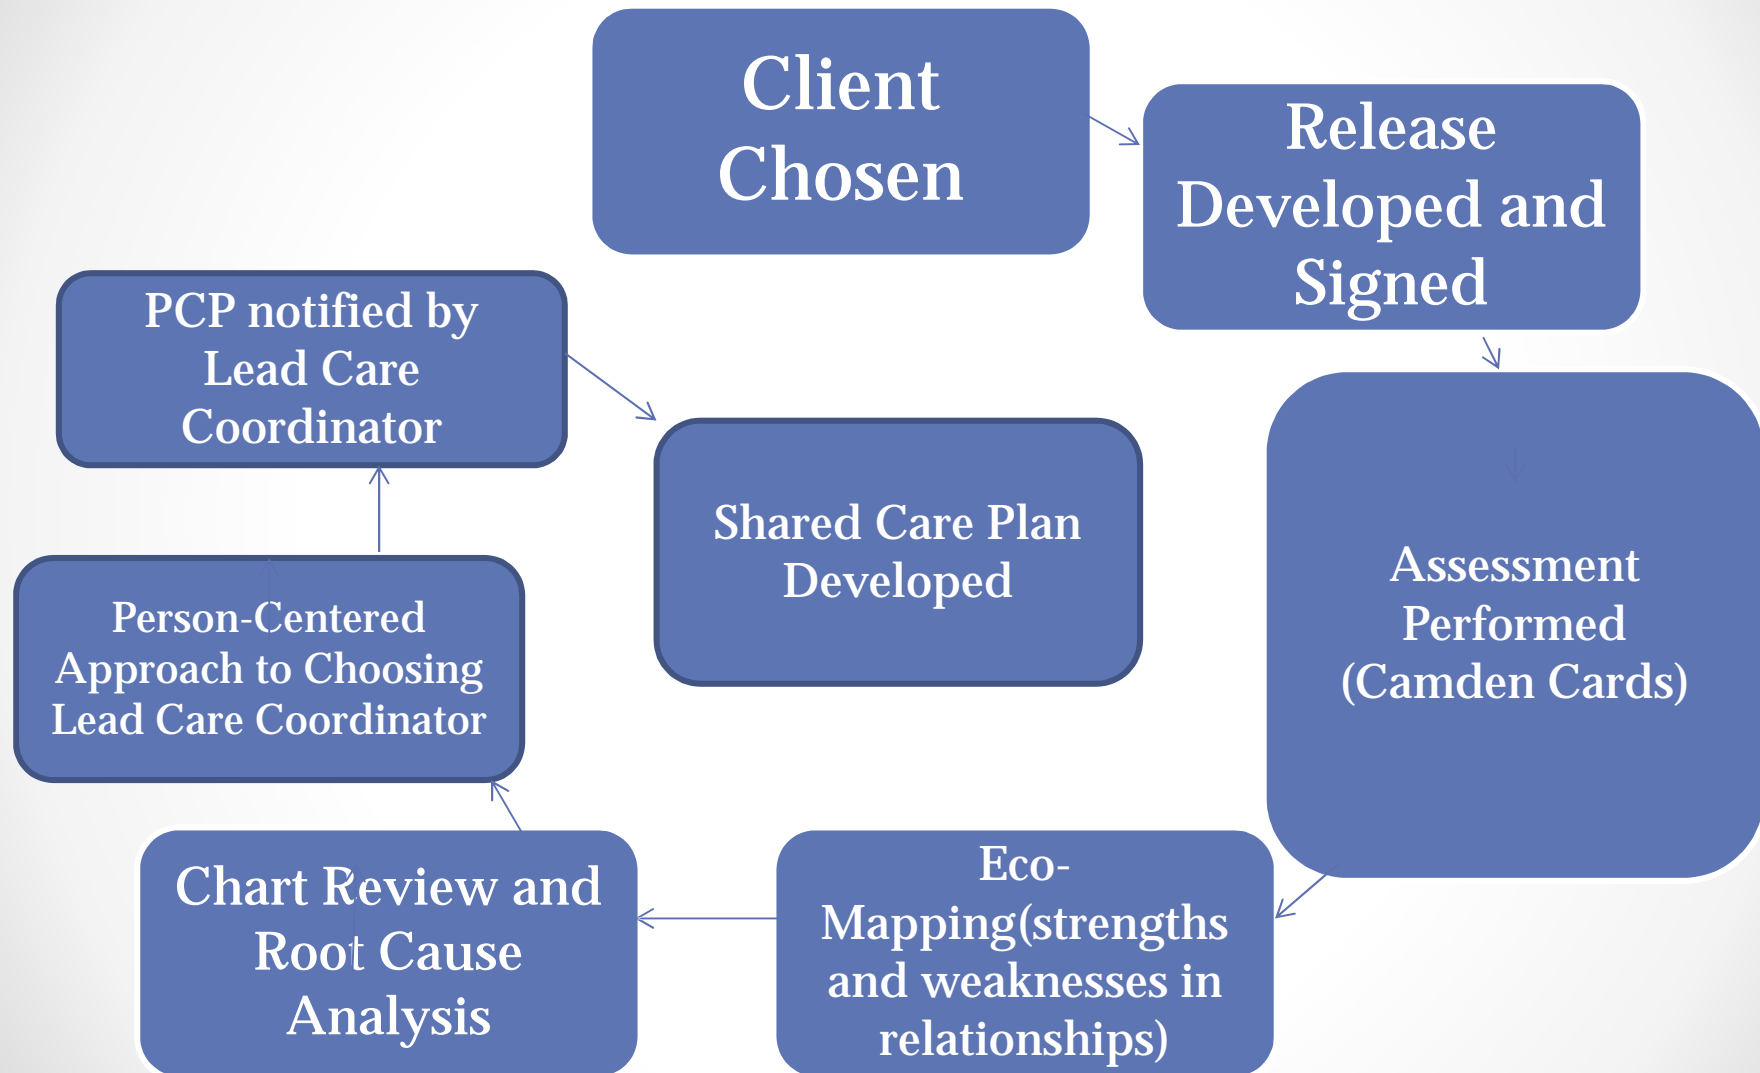 Client
Chosen
Release
Developed and
Signed
Assessment
Performed
(Camden Cards)
Eco-
Mapping(strengths
and weaknesses in
relationships)
Chart Review and
Root Cause
Analysis
Person-Centered
Approach to Choosing
Lead Care Coordinator
PCP notified by
Lead Care
Coordinator
Shared Care Plan
Developed